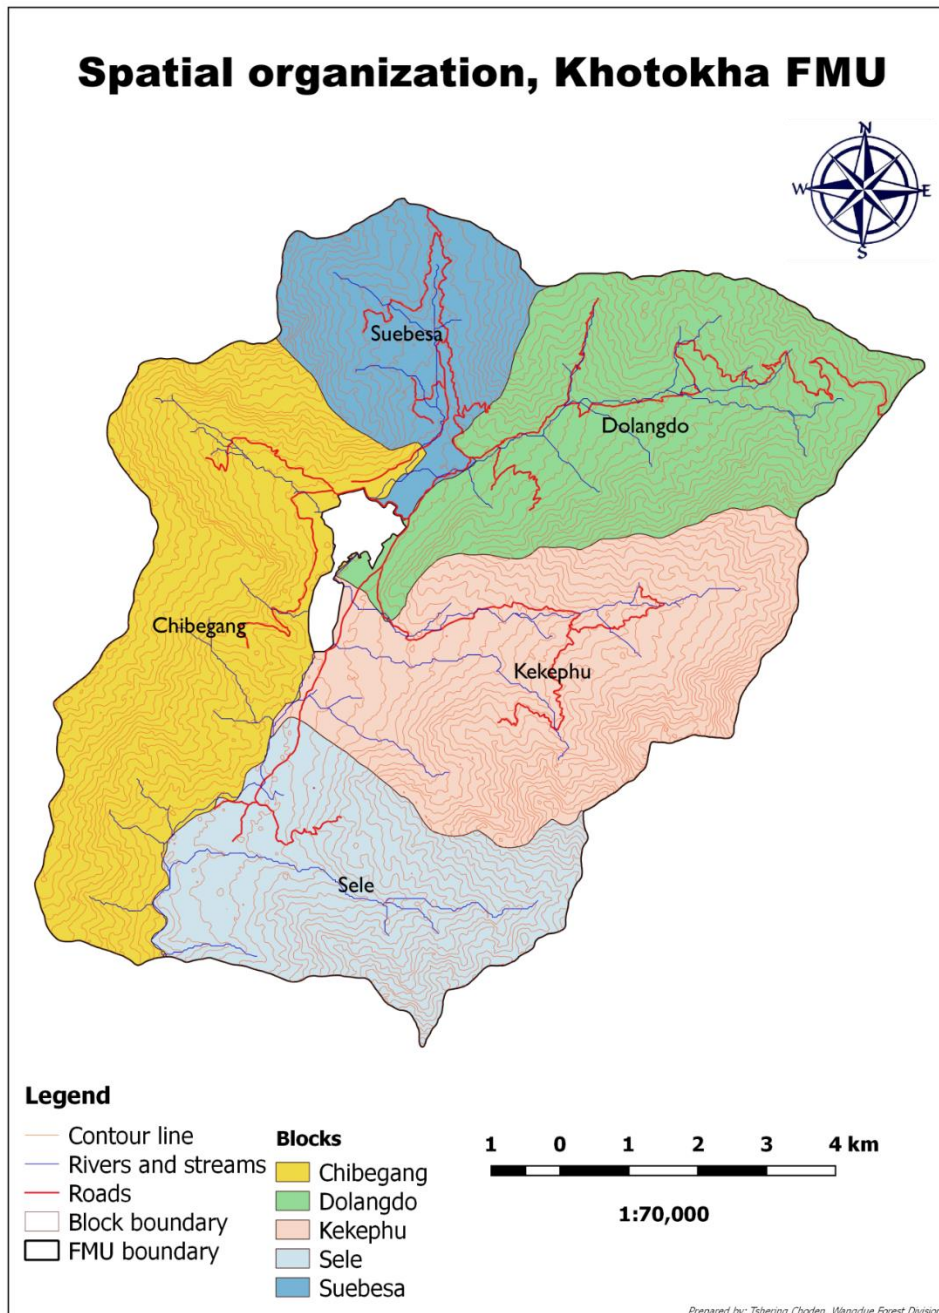 Spatial organization, Khotokha FMU
N
W E
S
Suebesa
Dolangdo
Chibegang
Kekephu
Sele
Legend
Contour line
Rivers and streams
Roads
Block boundary
FMU boundary
Blocks
Chibegang
Dolangdo
Kekephu
Sele
Suebesa
1 0 1 2 3 4 km
1:70,000
Prepared by: Tshering Choden, Wangdue Forest Division